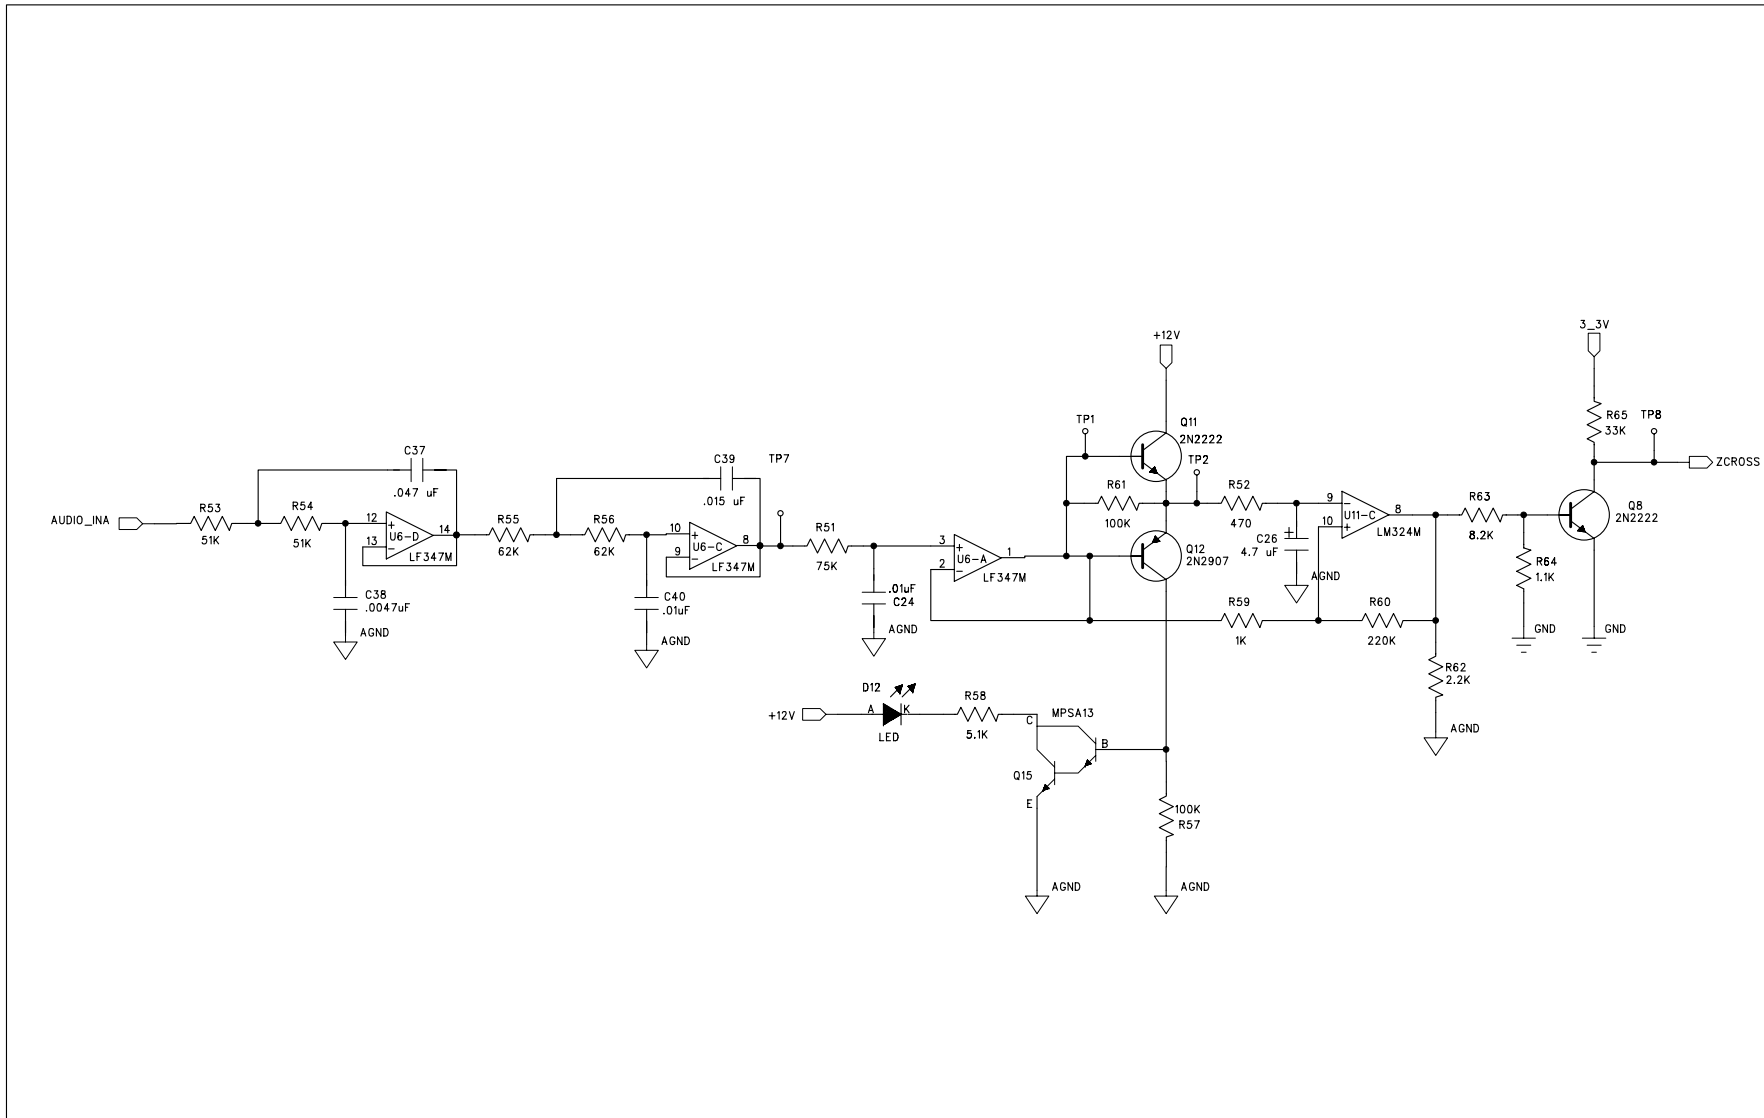 AUDIO_INA
R53
51K
R54
51K
C37
.047 uF
12
13
14
+
−
U6-D
LF347M
C38
.0047uF
AGND
R55
62K
R56
62K
C39
.015 uF
10
9
8
+
−
U6-C
LF347M
C40
.01uF
AGND
TP7
R51
75K
.01uF
C24
AGND
3
2
1
+
−
U6-A
LF347M
TP1
+12V
Q11
2N2222
TP2
R61
100K
Q12
2N2907
R52
470
+
C26
4.7 uF
AGND
9
10
8
−
+
U11-C
LM324M
R59
1K
R60
220K
R62
2.2K
AGND
R63
8.2K
R64
1.1K
GND
3_3V
R65
33K
TP8
ZCROSS
Q8
2N2222
GND
+12V
D12
A
K
LED
R58
5.1K
MPSA13
C
B
Q15
E
AGND
100K
R57
AGND